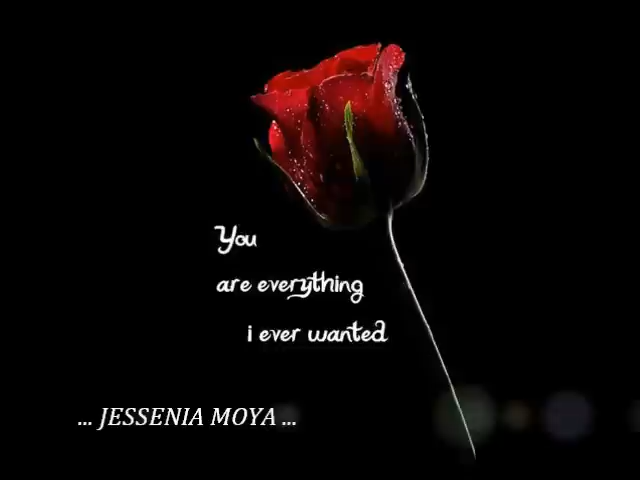 You
are everything
i ever wanted
... JESSENIA MOYA ...